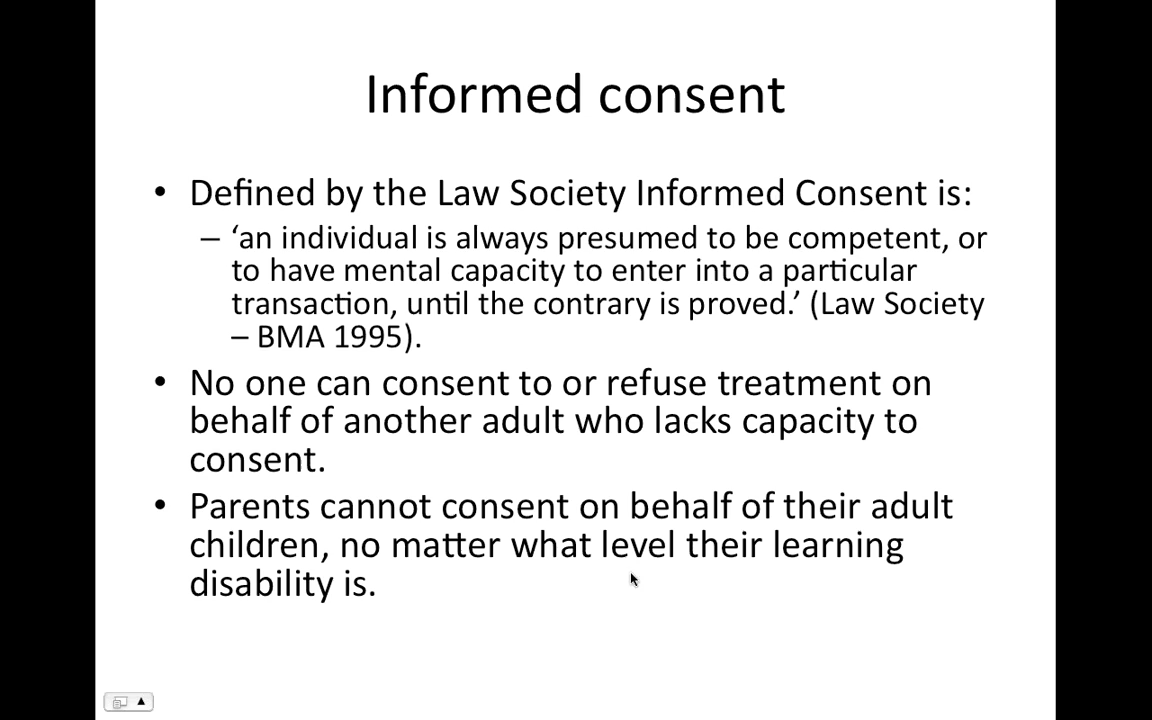 Informed consent
• Defined by the Law Society Informed Consent is:
– ‘an individual is always presumed to be competent, or
to have mental capacity to enter into a particular
transaction, until the contrary is proved.’ (Law Society
– BMA 1995).
• No one can consent to or refuse treatment on
behalf of another adult who lacks capacity to
consent.
• Parents cannot consent on behalf of their adult
children, no matter what level their learning
disability is.